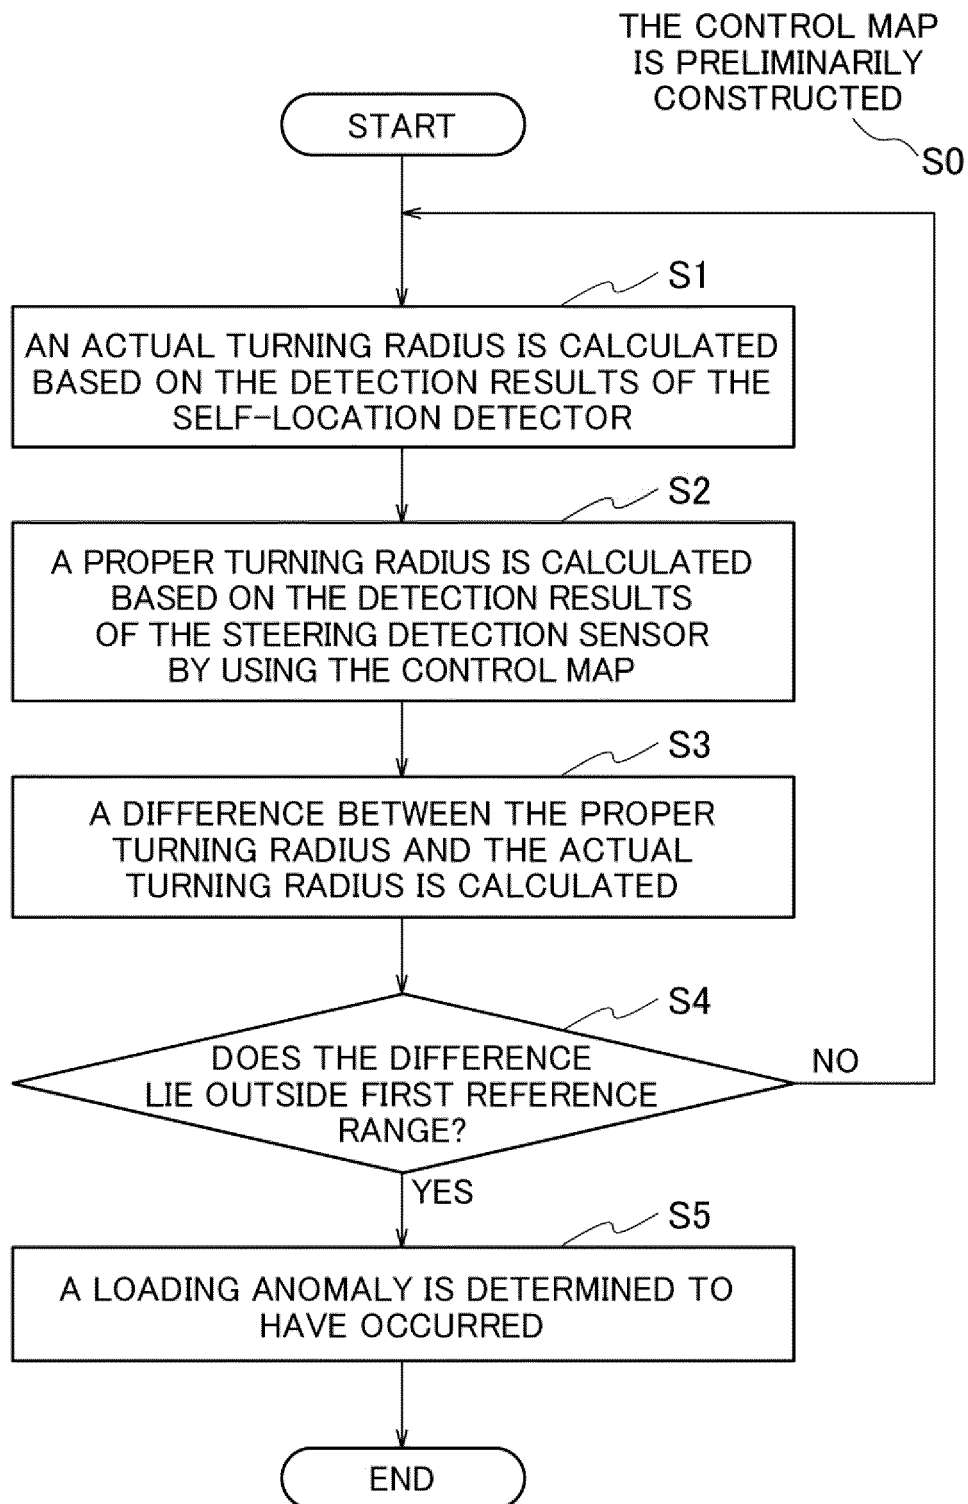 THE CONTROL MAP
IS PRELIMINARILY
CONSTRUCTED
S0
START
S1
AN ACTUAL TURNING RADIUS IS CALCULATED
BASED ON THE DETECTION RESULTS OF THE
SELF-LOCATION DETECTOR
S2
A PROPER TURNING RADIUS IS CALCULATED
BASED ON THE DETECTION RESULTS
OF THE STEERING DETECTION SENSOR
BY USING THE CONTROL MAP
S3
A DIFFERENCE BETWEEN THE PROPER
TURNING RADIUS AND THE ACTUAL
TURNING RADIUS IS CALCULATED
S4
DOES THE DIFFERENCE
LIE OUTSIDE FIRST REFERENCE
RANGE?
NO
YES
S5
A LOADING ANOMALY IS DETERMINED TO
HAVE OCCURRED
END